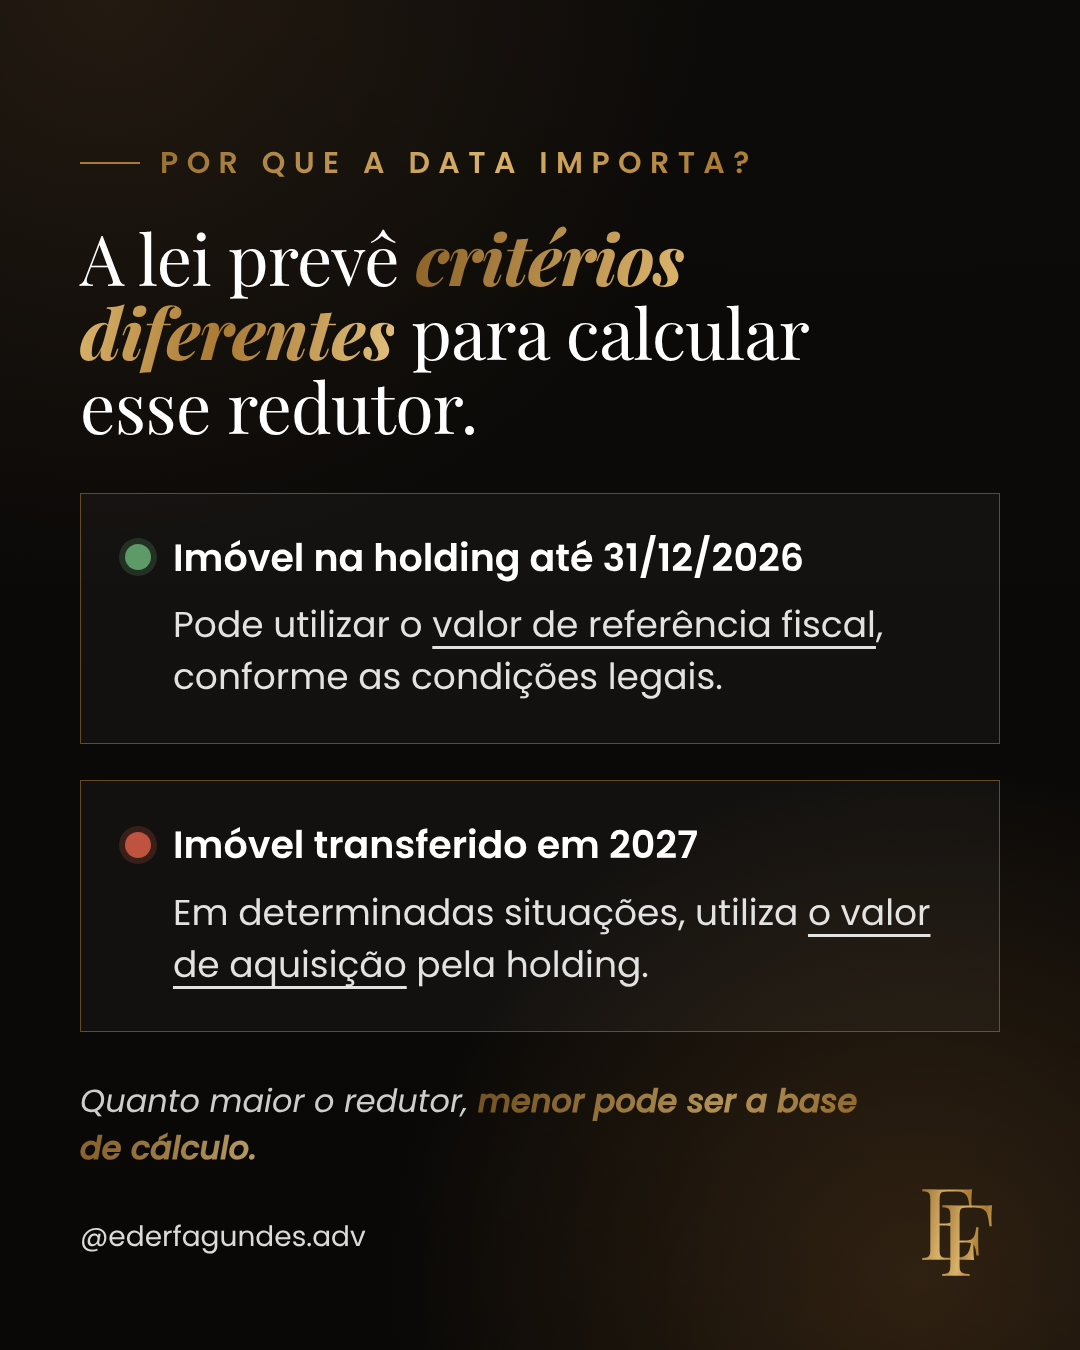 POR QUE A DATA IMPORTA?
A lei prevê critérios
diferentes para calcular
esse redutor.
Imóvel na holding até 31/12/2026
Pode utilizar o valor de referência fiscal,
conforme as condições legais.
Imóvel transferido em 2027
Em determinadas situações, utiliza o valor
de aquisição pela holding.
Quanto maior o redutor, menor pode ser a base
de cálculo.
@ederfagundes.adv
EF